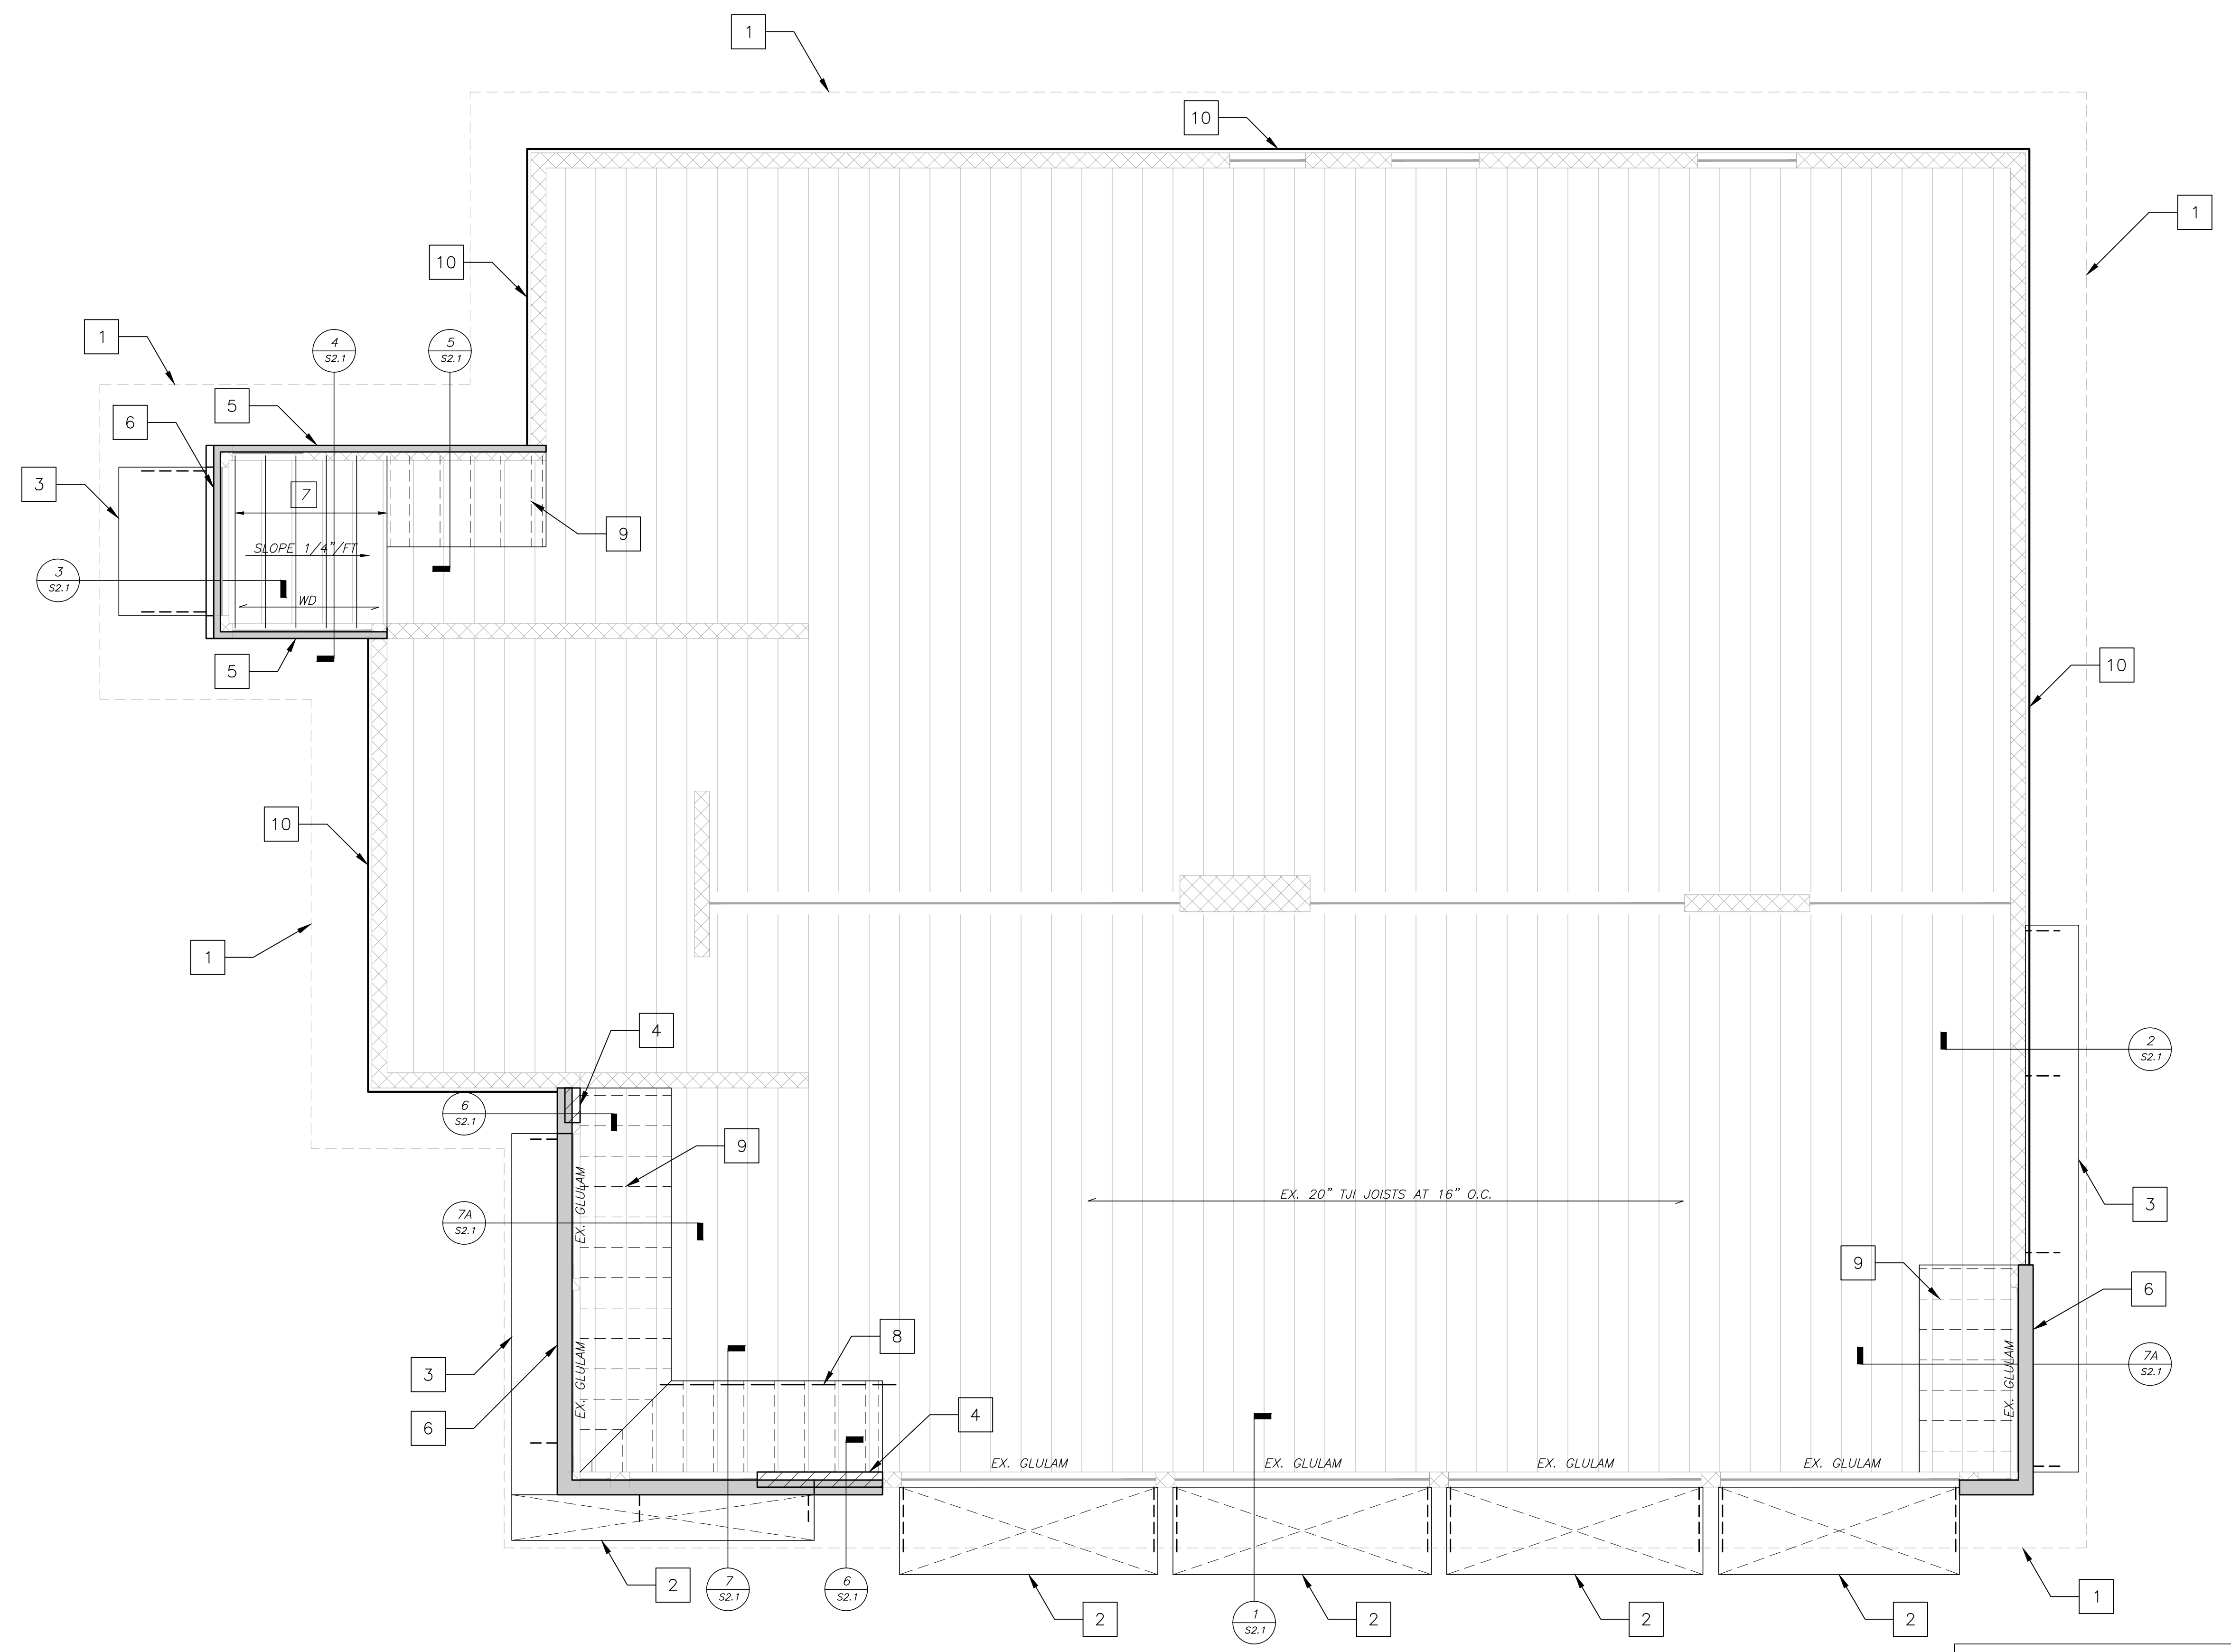 1
10
1
10
1
4
S2.1
5
S2.1
5
6
3
7
9
SLOPE 1/4"/FT
3
S2.1
WD
5
10
10
1
4
2
S2.1
6
S2.1
9
EX. GLULAM
EX. 20" TJI JOISTS AT 16" O.C.
3
7A
S2.1
9
6
8
3
EX. GLULAM
EX. GLULAM
7A
S2.1
6
4
EX. GLULAM
EX. GLULAM
EX. GLULAM
EX. GLULAM
2
7
S2.1
6
S2.1
1
2
1
S2.1
2
2
2